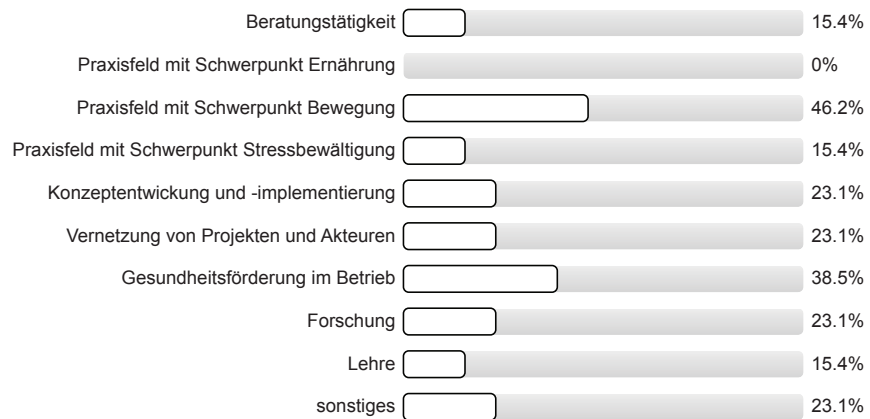 Beratungstätigkeit 15.4%
Praxisfeld mit Schwerpunkt Ernährung 0%
Praxisfeld mit Schwerpunkt Bewegung 46.2%
Praxisfeld mit Schwerpunkt Stressbewältigung 15.4%
Konzeptentwickung und -implementierung 23.1%
Vernetzung von Projekten und Akteuren 23.1%
Gesundheitsförderung im Betrieb 38.5%
Forschung 23.1%
Lehre 15.4%
sonstiges 23.1%